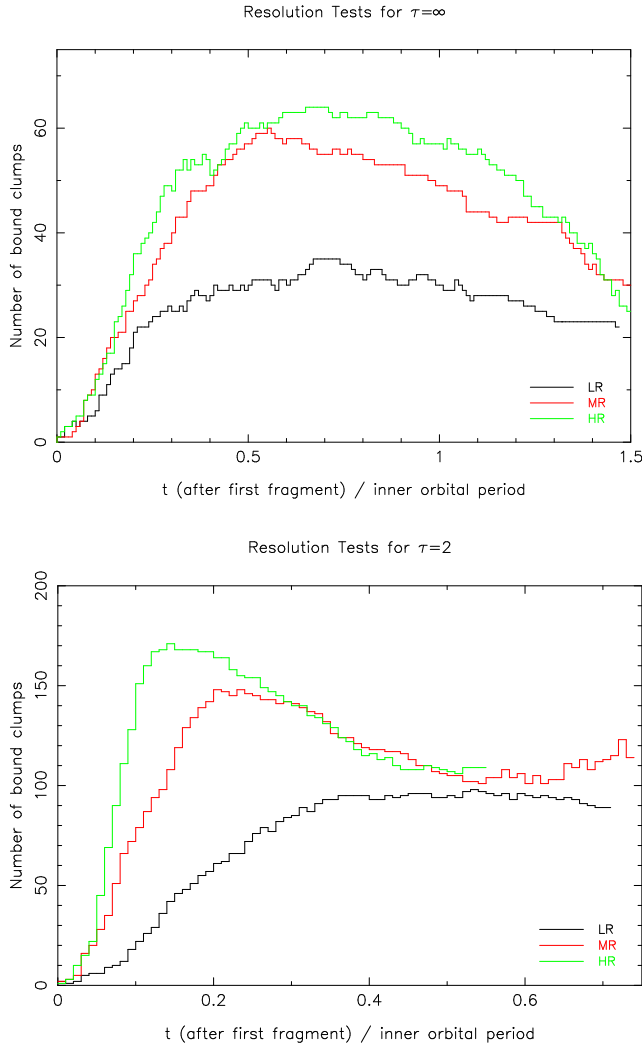 Resolution Tests for τ=∞
Number of bound clumps
60
40
20
0
LR
MR
HR
0 0.5 1 1.5
t (after first fragment) / inner orbital period
Resolution Tests for τ=2
Number of bound clumps
200
150
100
50
0
LR
MR
HR
0 0.2 0.4 0.6
t (after first fragment) / inner orbital period